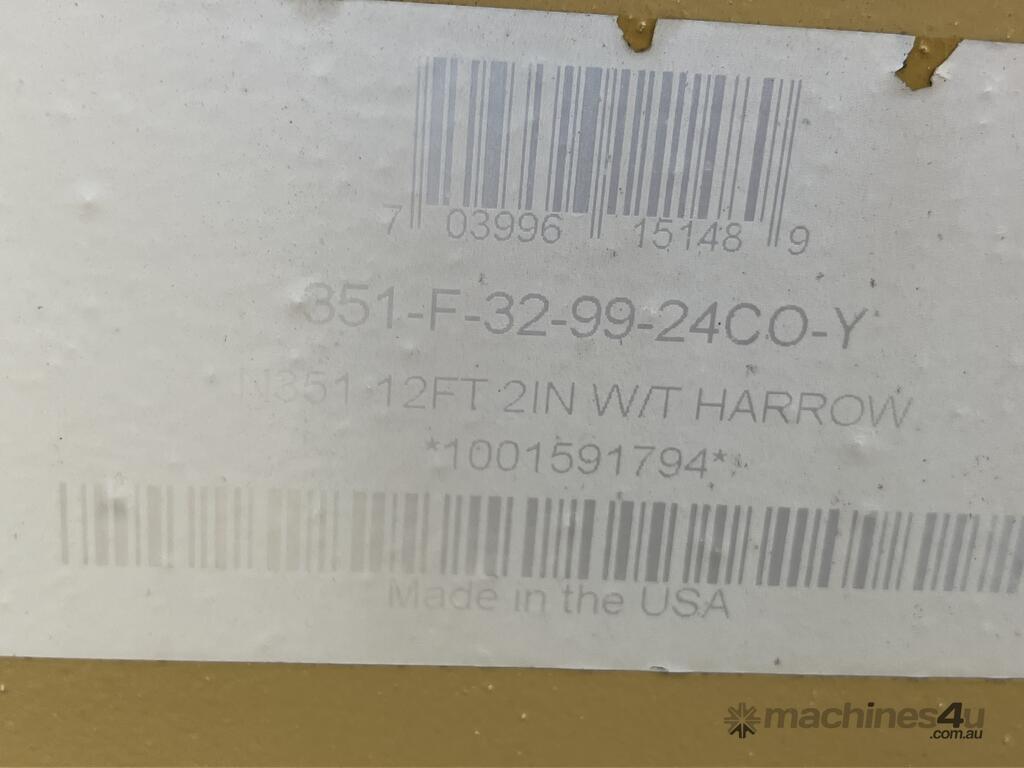 7 03996 15148 9
351-F-32-99-24CO-Y
N351 12FT 2IN W/T HARROW
*1001591794*
Made in the USA
machines4u
.com.au